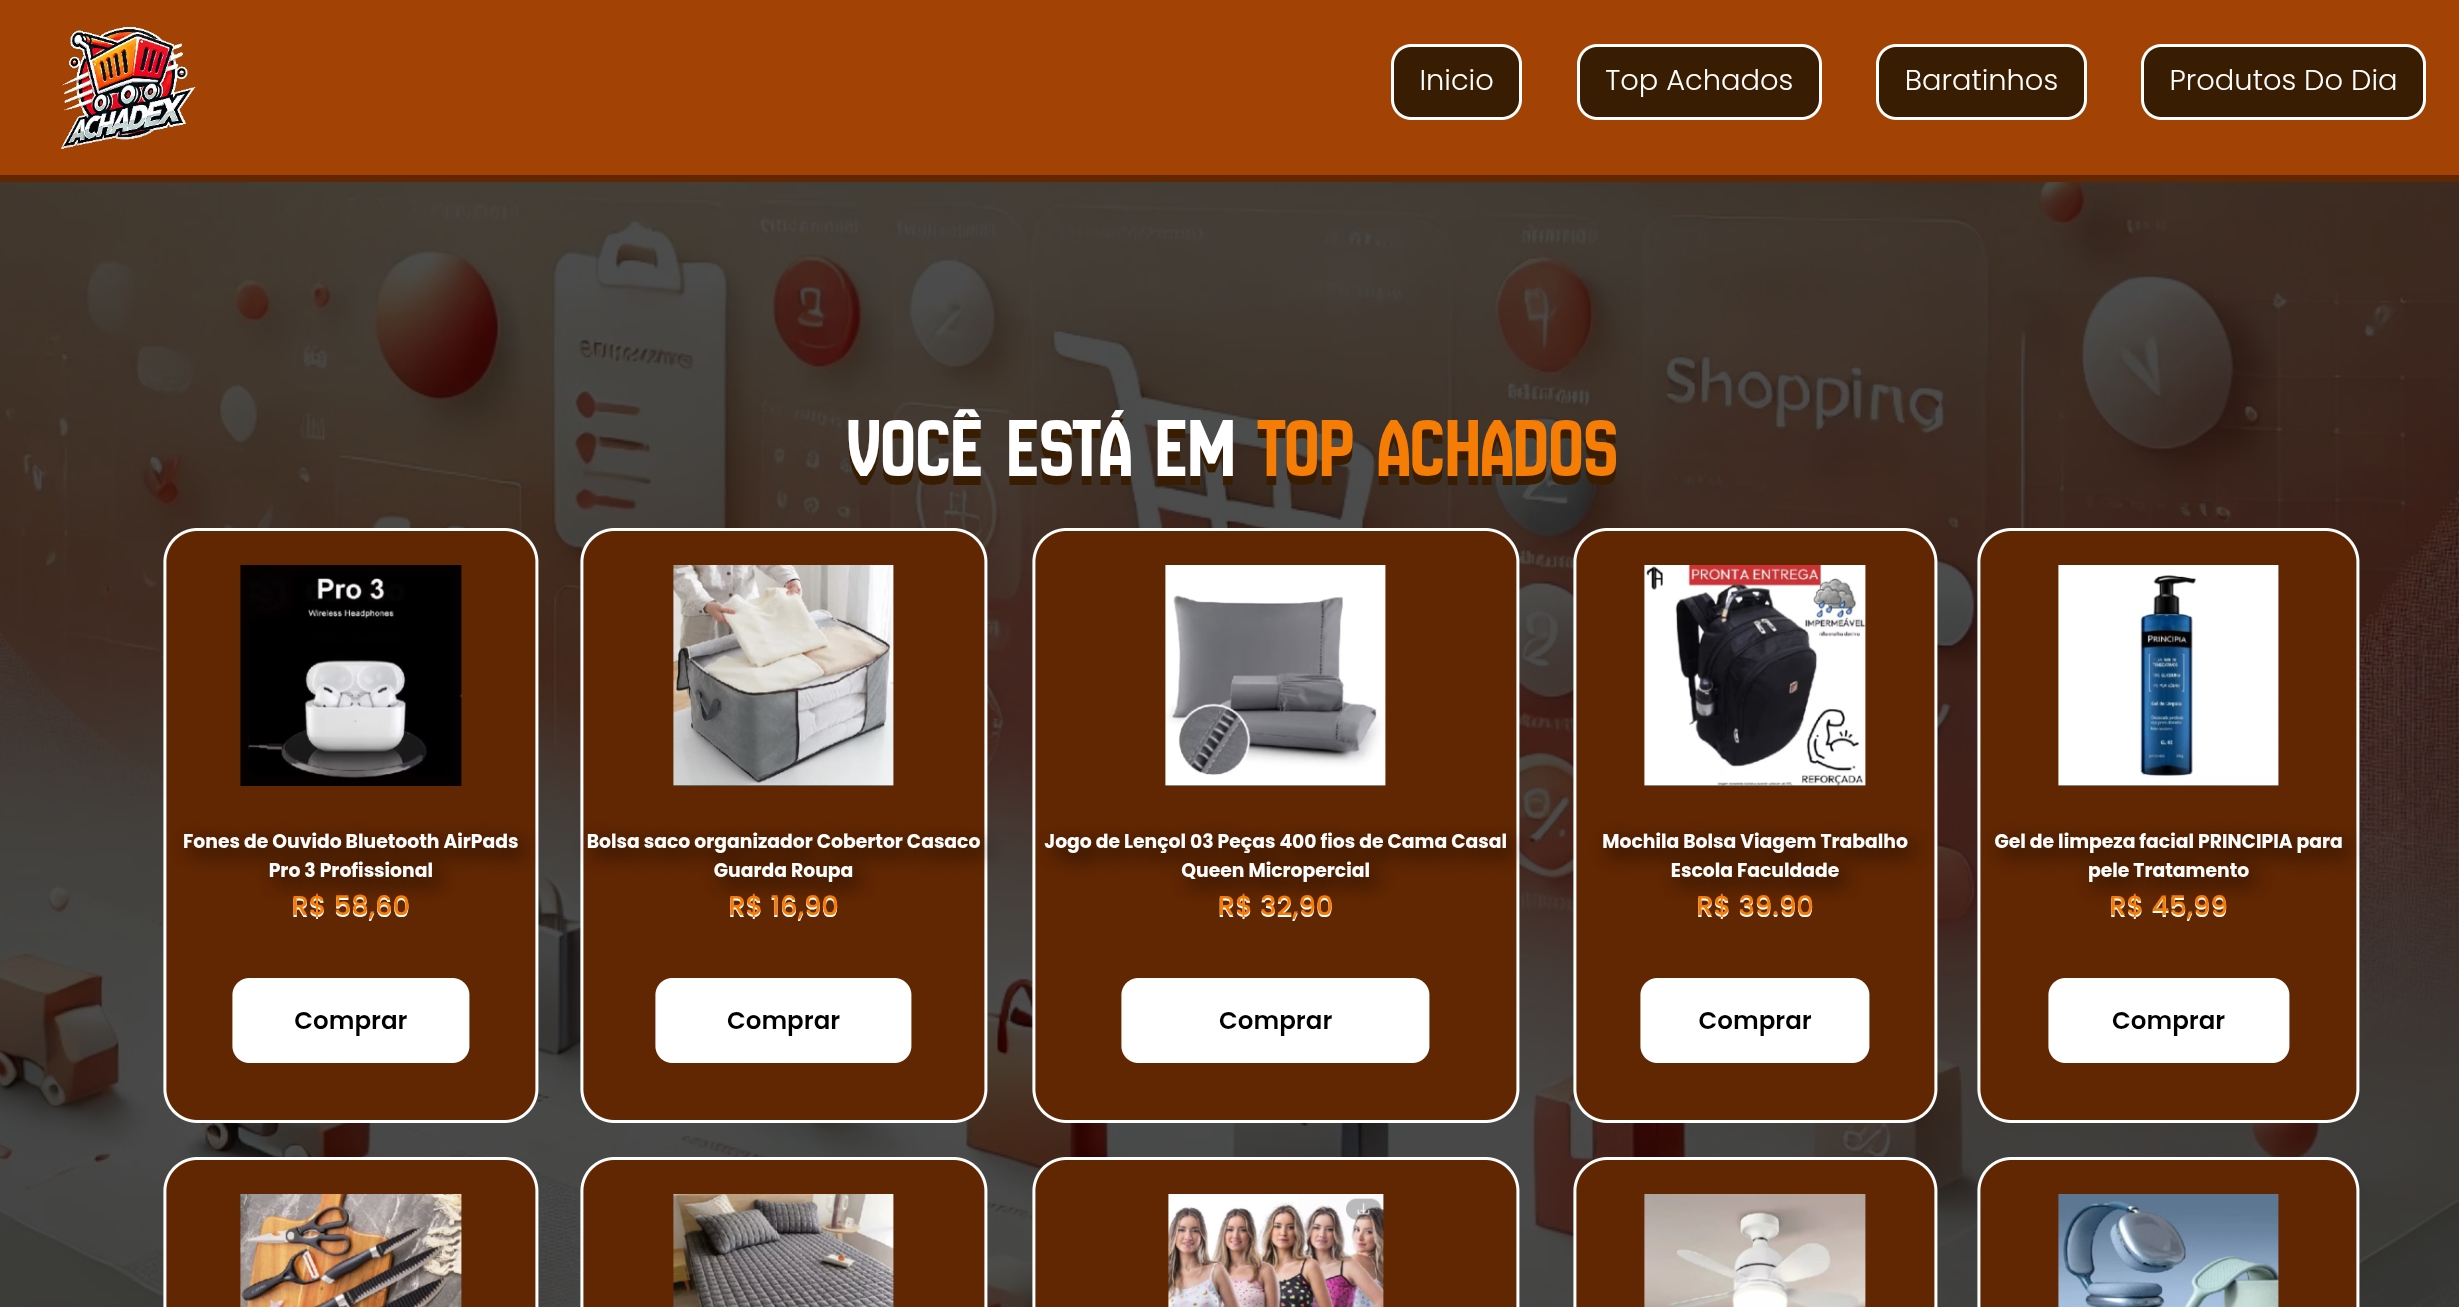 ACHADEX
Inicio
Top Achados
Baratinhos
Produtos Do Dia
Shopping
VOCÊ ESTÁ EM TOP ACHADOS
Pro 3
Wireless Headphones
PRONTA ENTREGA
IMPERMEÁVEL
REFORÇADA
PRINCIPIA
Fones de Ouvido Bluetooth AirPads
Pro 3 Profissional
R$ 58,60
Comprar
Bolsa saco organizador Cobertor Casaco
Guarda Roupa
R$ 16,90
Comprar
Jogo de Lençol 03 Peças 400 fios de Cama Casal
Queen Micropercial
R$ 32,90
Comprar
Mochila Bolsa Viagem Trabalho
Escola Faculdade
R$ 39.90
Comprar
Gel de limpeza facial PRINCIPIA para
pele Tratamento
R$ 45,99
Comprar